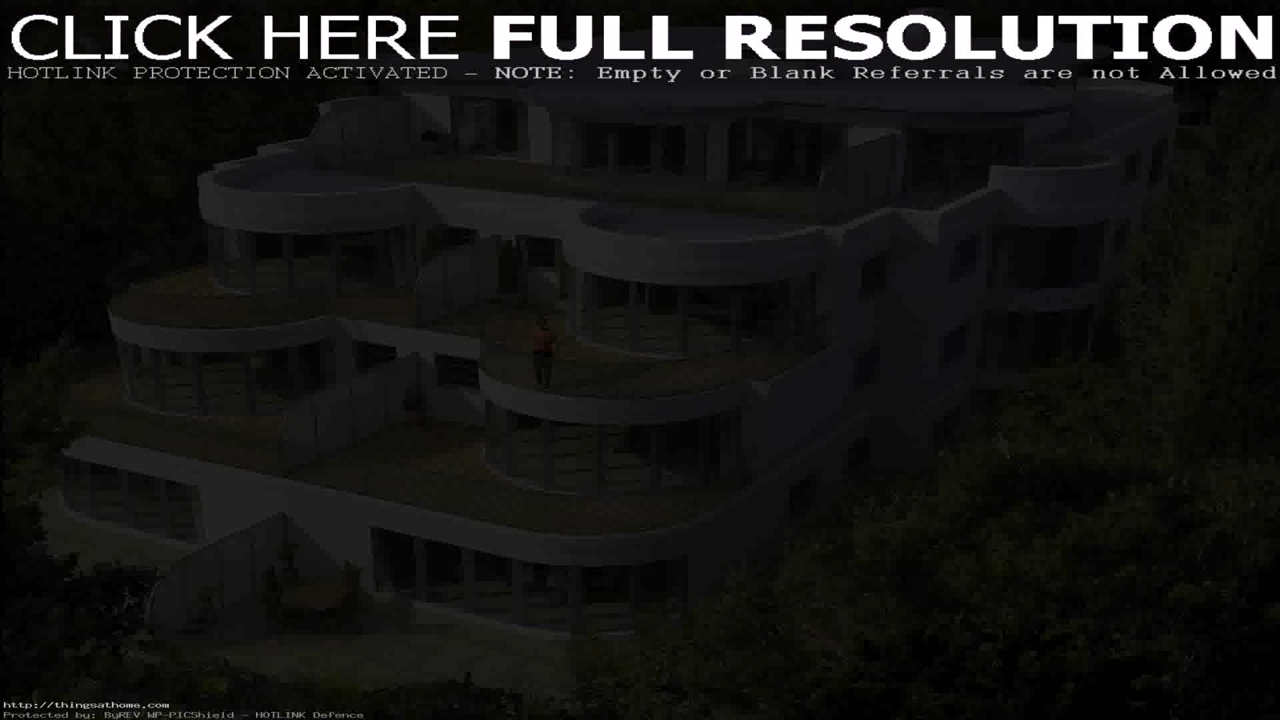 CLICK HERE FULL RESOLUTION
HOTLINK PROTECTION ACTIVATED - NOTE: Empty or Blank Referrals are not Allowed
http://thingsathome.com
Protected by: ByREV WP-PICShield - HOTLINK Defence